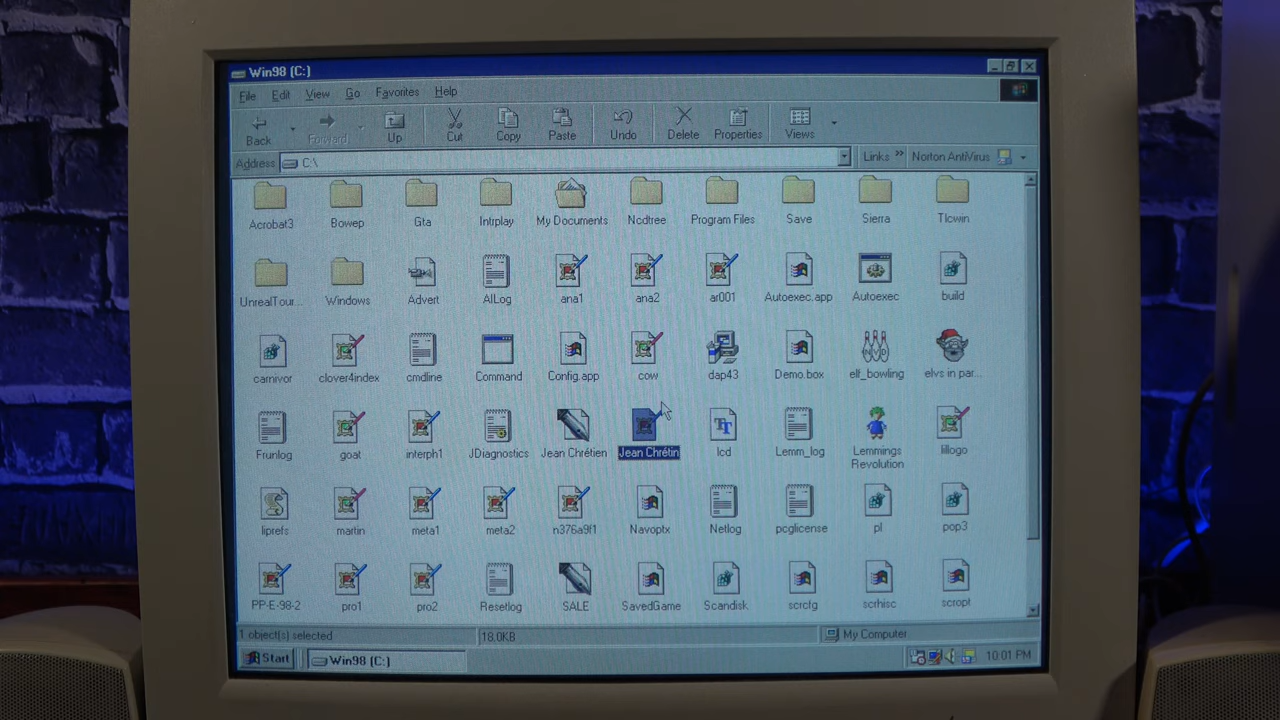 Win98 (C:)
File Edit View Go Favorites Help
Back Forward Up Cut Copy Paste Undo Delete Properties Views
Address C:\ Links » Norton AntiVirus
Acrobat3 Bowep Gta Intrplay My Documents Ncdtree Program Files Save Sierra Tlcwin
UnrealTour... Windows Advert AILog ana1 ana2 ar001 Autoexec.app Autoexec build
carnivor clover4index cmdline Command Config.app cow dap43 Demo.box elf_bowling elvs in par...
Frunlog goat interph1 JDiagnostics Jean Chrétien Jean Chrétin lcd Lemm_log Lemmings Revolution lillogo
liprefs martin meta1 meta2 n376a9f1 Navoptx Netlog pcglicense pl pop3
PP-E-98-2 pro1 pro2 Resetlog SALE SavedGame Scandisk scrcfg scrhisc scropt
1 object(s) selected 18.0KB My Computer
Start Win98 (C:) 10:01 PM